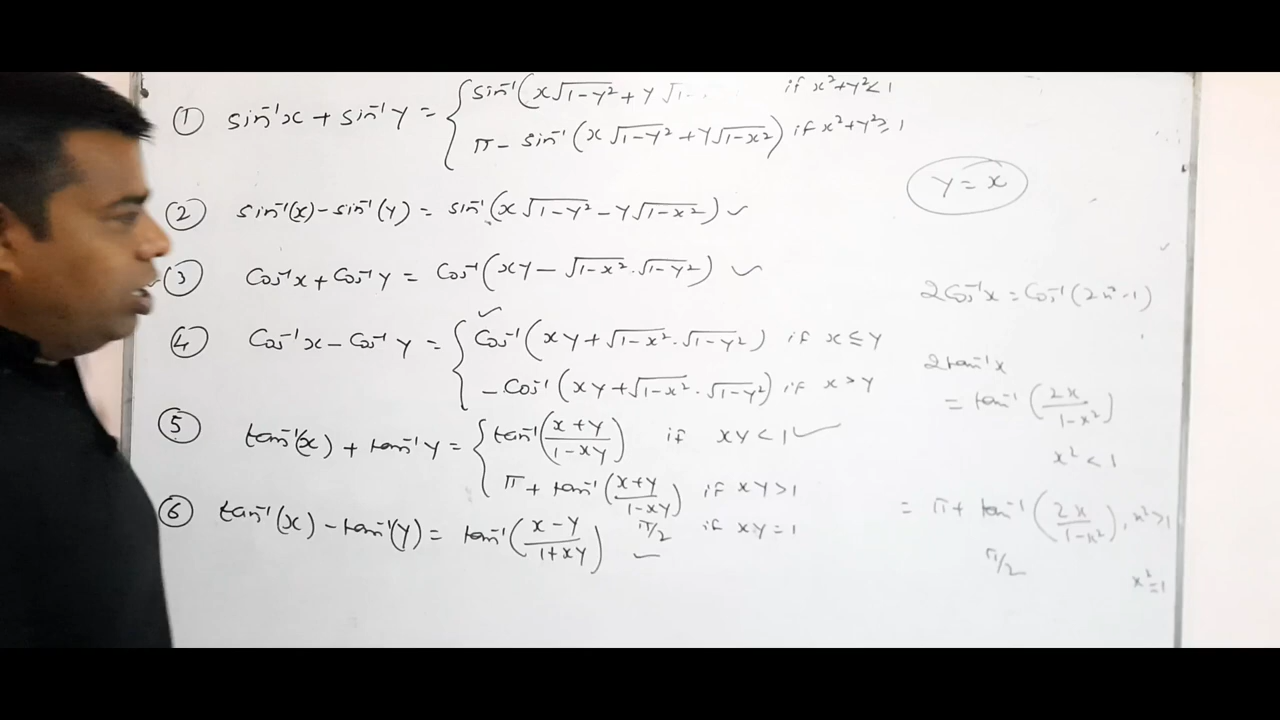 ① sin⁻¹x + sin⁻¹y = { sin⁻¹(x√1-y² + y√1- if x²+y²<1
π - sin⁻¹(x√1-y² + y√1-x²) if x²+y²≥1
② sin⁻¹(x) - sin⁻¹(y) = sin⁻¹(x√1-y² - y√1-x²) ✓
③ Cos⁻¹x + Cos⁻¹y = Cos⁻¹(xy - √1-x².√1-y²) ✓
④ Cos⁻¹x - Cos⁻¹y = { Cos⁻¹(xy + √1-x².√1-y²) if x ≤ y
- Cos⁻¹(xy + √1-x².√1-y²) if x > y
⑤ tan⁻¹(x) + tan⁻¹y = { tan⁻¹(x+y/1-xy) if xy < 1 ✓
π + tan⁻¹(x+y/1-xy) if xy > 1
π/2 if xy = 1
⑥ tan⁻¹(x) - tan⁻¹(y) = tan⁻¹(x-y/1+xy) ✓
y = x
2Cos⁻¹x = Cos⁻¹(2x²-1)
2tan⁻¹x
= tan⁻¹(2x/1-x²)
x² < 1
= π + tan⁻¹(2x/1-x²), x²>1
π/2 x²=1